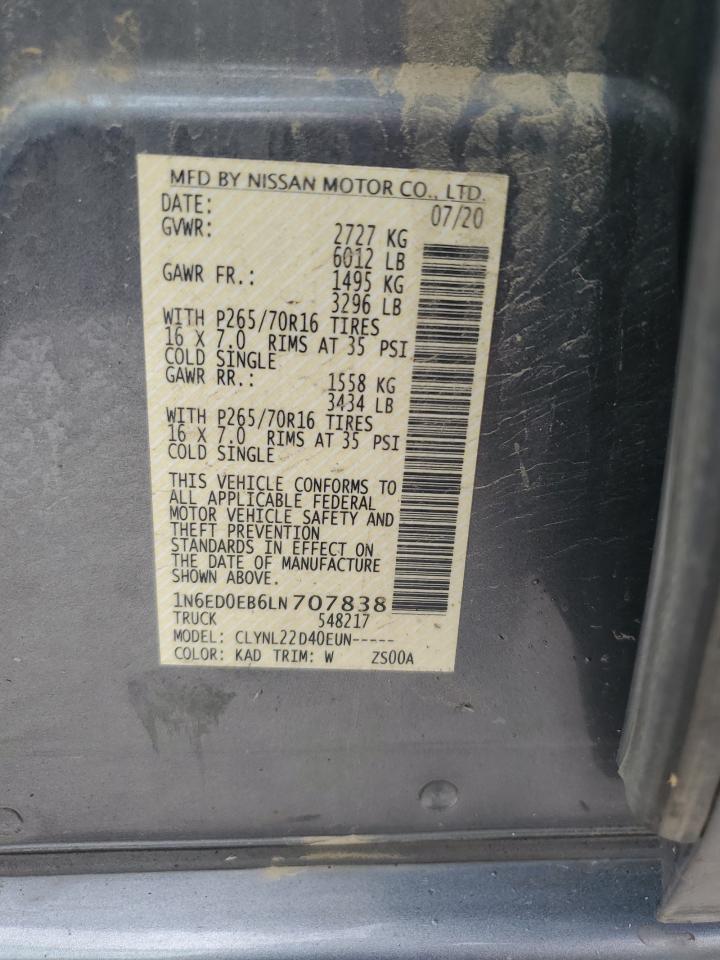 MFD BY NISSAN MOTOR CO., LTD.
DATE: 07/20
GVWR: 2727 KG
6012 LB
GAWR FR.: 1495 KG
3296 LB
WITH P265/70R16 TIRES
16 X 7.0 RIMS AT 35 PSI
COLD SINGLE
GAWR RR.: 1558 KG
3434 LB
WITH P265/70R16 TIRES
16 X 7.0 RIMS AT 35 PSI
COLD SINGLE
THIS VEHICLE CONFORMS TO
ALL APPLICABLE FEDERAL
MOTOR VEHICLE SAFETY AND
THEFT PREVENTION
STANDARDS IN EFFECT ON
THE DATE OF MANUFACTURE
SHOWN ABOVE.
1N6ED0EB6LN707838
TRUCK 548217
MODEL: CLYNL22D40EUN-----
COLOR: KAD TRIM: W ZS00A